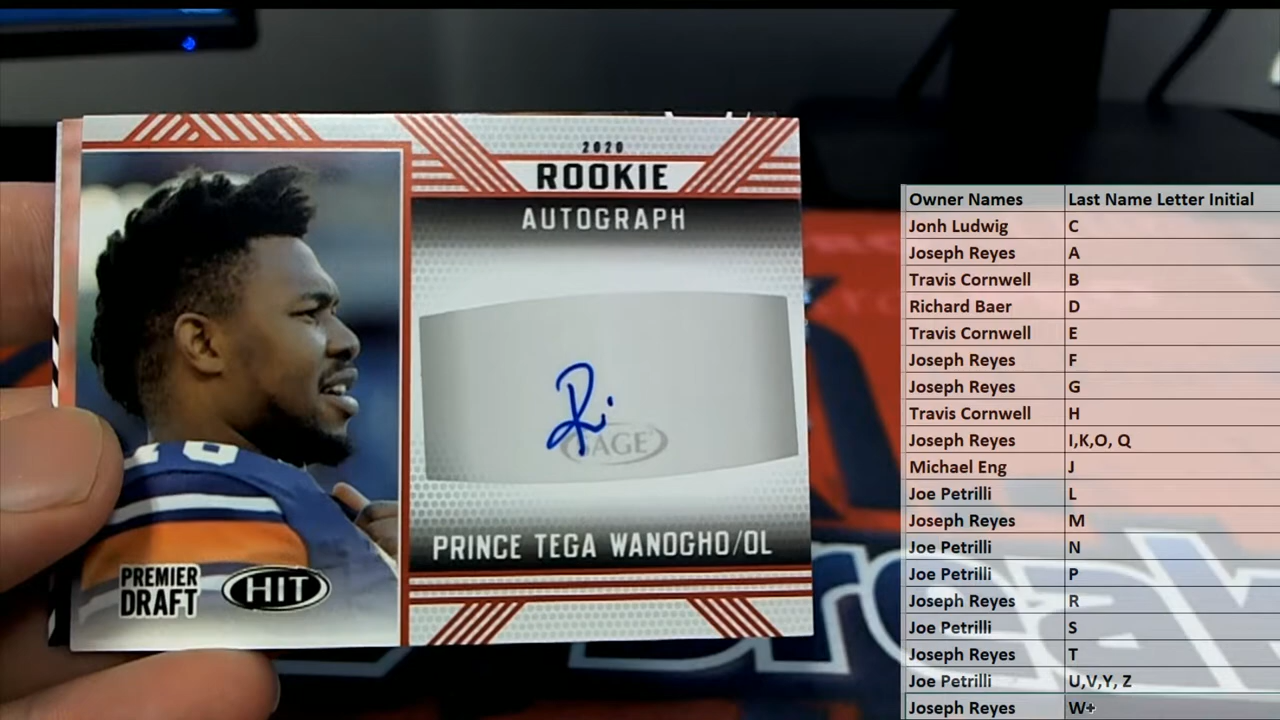 2020
ROOKIE
AUTOGRAPH
SAGE
PRINCE TEGA WANOGHO/OL
PREMIER
DRAFT
HIT
Owner Names Last Name Letter Initial
Jonh Ludwig C
Joseph Reyes A
Travis Cornwell B
Richard Baer D
Travis Cornwell E
Joseph Reyes F
Joseph Reyes G
Travis Cornwell H
Joseph Reyes I,K,O, Q
Michael Eng J
Joe Petrilli L
Joseph Reyes M
Joe Petrilli N
Joe Petrilli P
Joseph Reyes R
Joe Petrilli S
Joseph Reyes T
Joe Petrilli U,V,Y, Z
Joseph Reyes W+